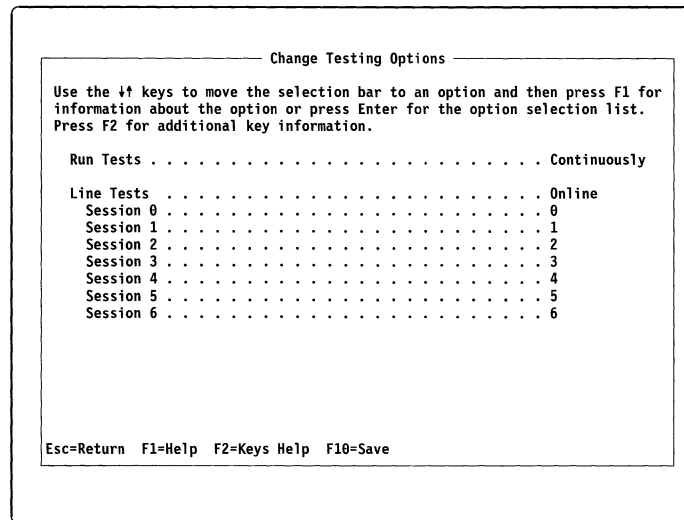 Change Testing Options
Use the ↓↑ keys to move the selection bar to an option and then press F1 for
information about the option or press Enter for the option selection list.
Press F2 for additional key information.
Run Tests . . . . . . . . . . . . . . . . . . . . . . . . . Continuously
Line Tests . . . . . . . . . . . . . . . . . . . . . . . . Online
Session 0 . . . . . . . . . . . . . . . . . . . . . . . . 0
Session 1 . . . . . . . . . . . . . . . . . . . . . . . . 1
Session 2 . . . . . . . . . . . . . . . . . . . . . . . . 2
Session 3 . . . . . . . . . . . . . . . . . . . . . . . . 3
Session 4 . . . . . . . . . . . . . . . . . . . . . . . . 4
Session 5 . . . . . . . . . . . . . . . . . . . . . . . . 5
Session 6 . . . . . . . . . . . . . . . . . . . . . . . . 6
Esc=Return F1=Help F2=Keys Help F10=Save